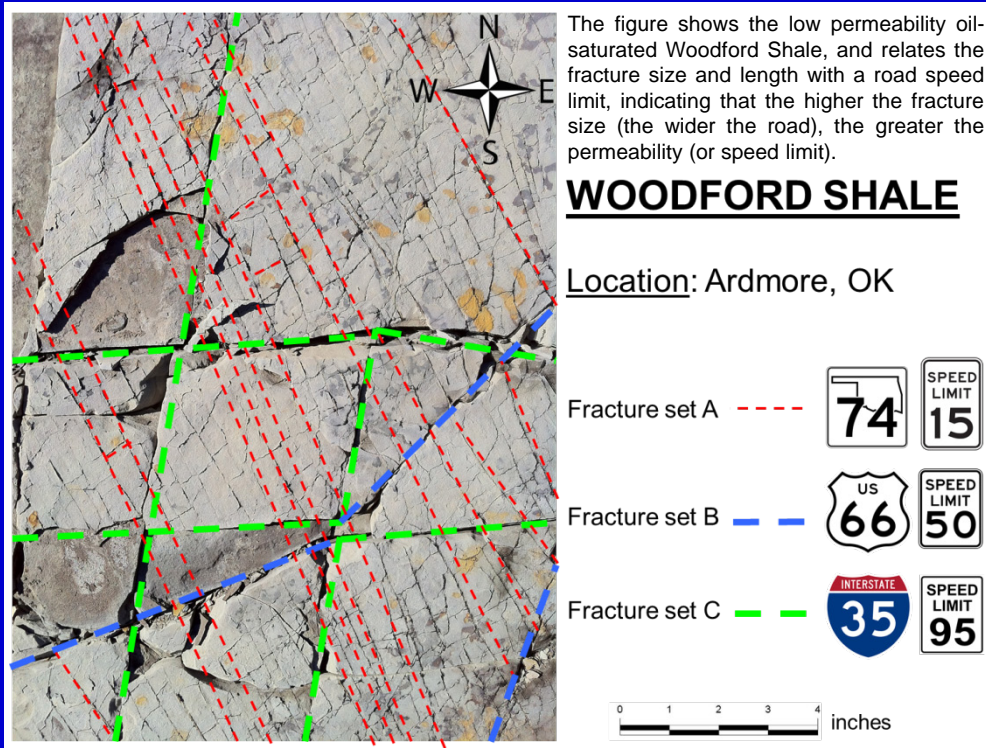 The figure shows the low permeability oil-
saturated Woodford Shale, and relates the
fracture size and length with a road speed
limit, indicating that the higher the fracture
size (the wider the road), the greater the
permeability (or speed limit).
N
W E
S
WOODFORD SHALE
Location: Ardmore, OK
Fracture set A
74
SPEED
LIMIT
15
Fracture set B
US
66
SPEED
LIMIT
50
Fracture set C
INTERSTATE
35
SPEED
LIMIT
95
0 1 2 3 4
inches